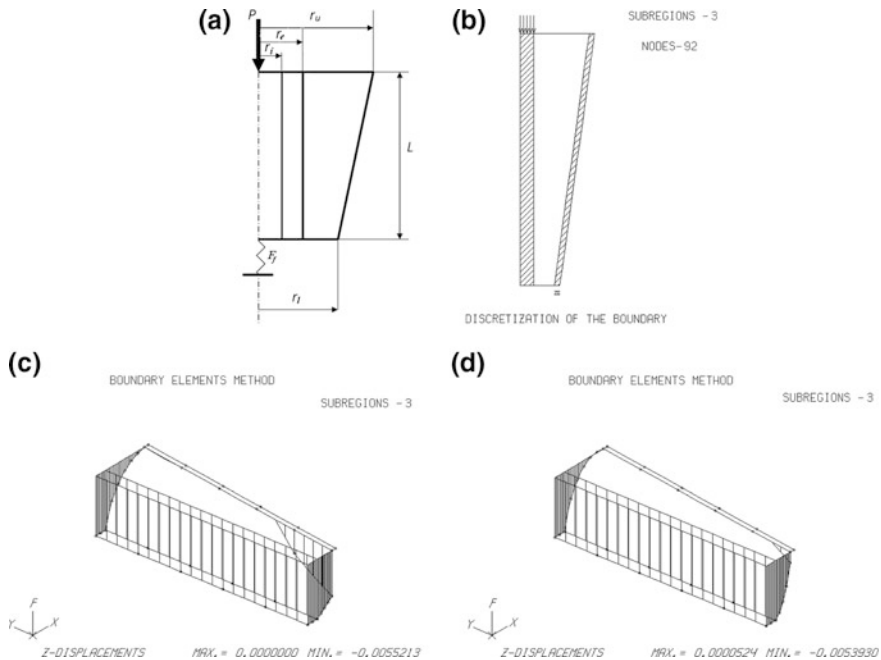 (a)
P
r_u
r_e
r_i
L
E_f
r_l
(b)
SUBREGIONS -3
NODES-92
DISCRETIZATION OF THE BOUNDARY
(c)
BOUNDARY ELEMENTS METHOD
SUBREGIONS -3
F
Y
X
Z-DISPLACEMENTS MAX.= 0.0000000 MIN.= -0.0055213
(d)
BOUNDARY ELEMENTS METHOD
SUBREGIONS -3
F
Y
X
Z-DISPLACEMENTS MAX.= 0.0000524 MIN.= -0.0053930